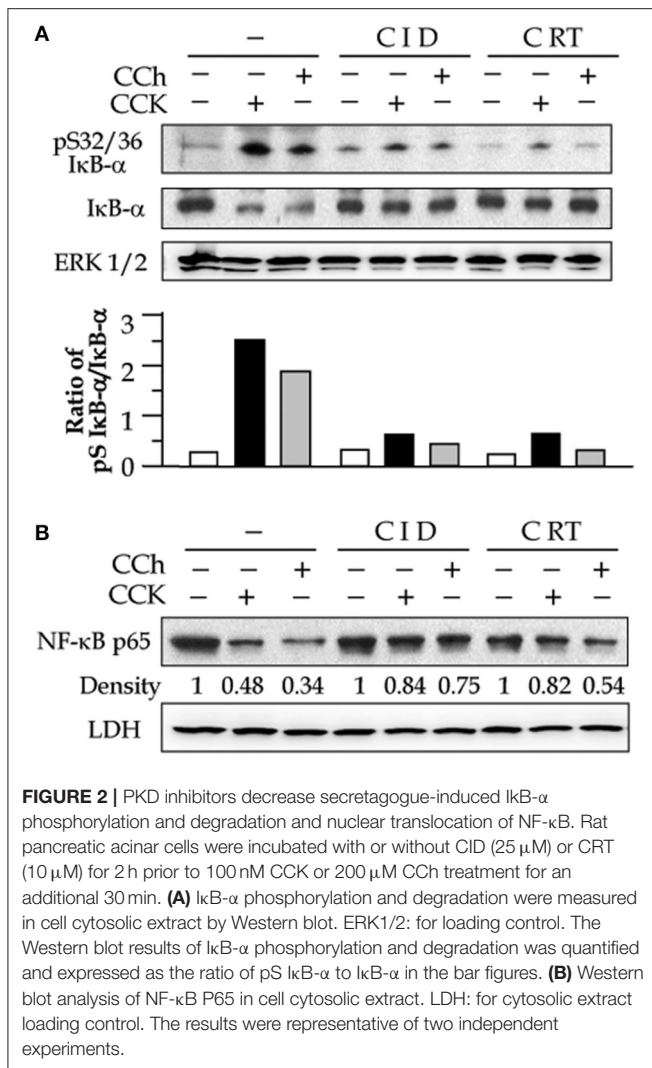 A
– CID CRT
CCh – – + – – + – – +
CCK – + – – + – – + –
pS32/36
IκB-α
IκB-α
ERK 1/2
3
2
1
0
Ratio of
pS IκB-α/IκB-α
B
– CID CRT
CCh – – + – – + – – +
CCK – + – – + – – + –
NF-κB p65
Density 1 0.48 0.34 1 0.84 0.75 1 0.82 0.54
LDH
FIGURE 2 | PKD inhibitors decrease secretagogue-induced IkB-α
phosphorylation and degradation and nuclear translocation of NF-κB. Rat
pancreatic acinar cells were incubated with or without CID (25 μM) or CRT
(10 μM) for 2 h prior to 100 nM CCK or 200 μM CCh treatment for an
additional 30 min. (A) IκB-α phosphorylation and degradation were measured
in cell cytosolic extract by Western blot. ERK1/2: for loading control. The
Western blot results of IκB-α phosphorylation and degradation was quantified
and expressed as the ratio of pS IκB-α to IκB-α in the bar figures. (B) Western
blot analysis of NF-κB P65 in cell cytosolic extract. LDH: for cytosolic extract
loading control. The results were representative of two independent
experiments.